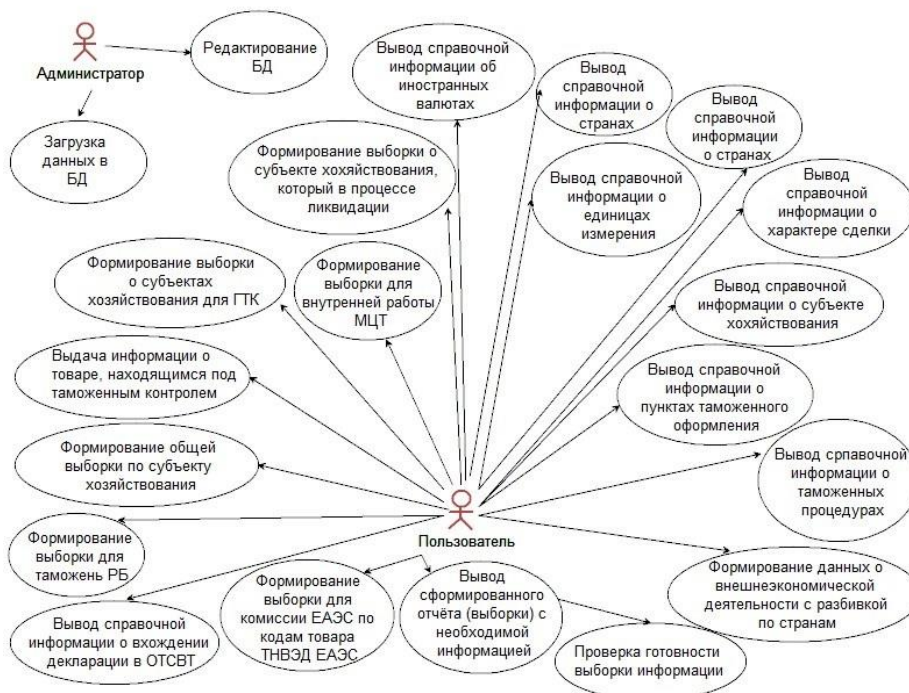 Администратор
Редактирование
БД
Загрузка
данных в
БД
Вывод справочной
информации об
иностранных
валютах
Вывод
справочной
информации о
странах
Вывод
справочной
информации
о странах
Формирование выборки о
субъекте хохяйствования,
который в процессе
ликвидации
Вывод справочной
информации о
единицах
измерения
Вывод
справочной
информации о
характере сделки
Формирование выборки
о субъектах
хозяйствования для ГТК
Формирование
выборки для
внутренней работы
МЦТ
Вывод справочной
информации о субъекте
хохяйствования
Выдача информации о
товаре, находящимся под
таможенным контролем
Вывод справочной
информации о
пунктах таможенного
оформления
Формирование общей
выборки по субъекту
хозяйствования
Вывод српавочной
информации о
таможенных
процедурах
Пользователь
Формирование
выборки для
таможень РБ
Формирование данных о
внешнеэкономической
деятельности с разбивкой
по странам
Вывод справочной
информации о вхождении
декларации в ОТСВТ
Формирование
выборки для
комиссии ЕАЭС по
кодам товара
ТНВЭД ЕАЭС
Вывод
сформированного
отчёта (выборки) с
необходимой
информацией
Проверка готовности
выборки информации